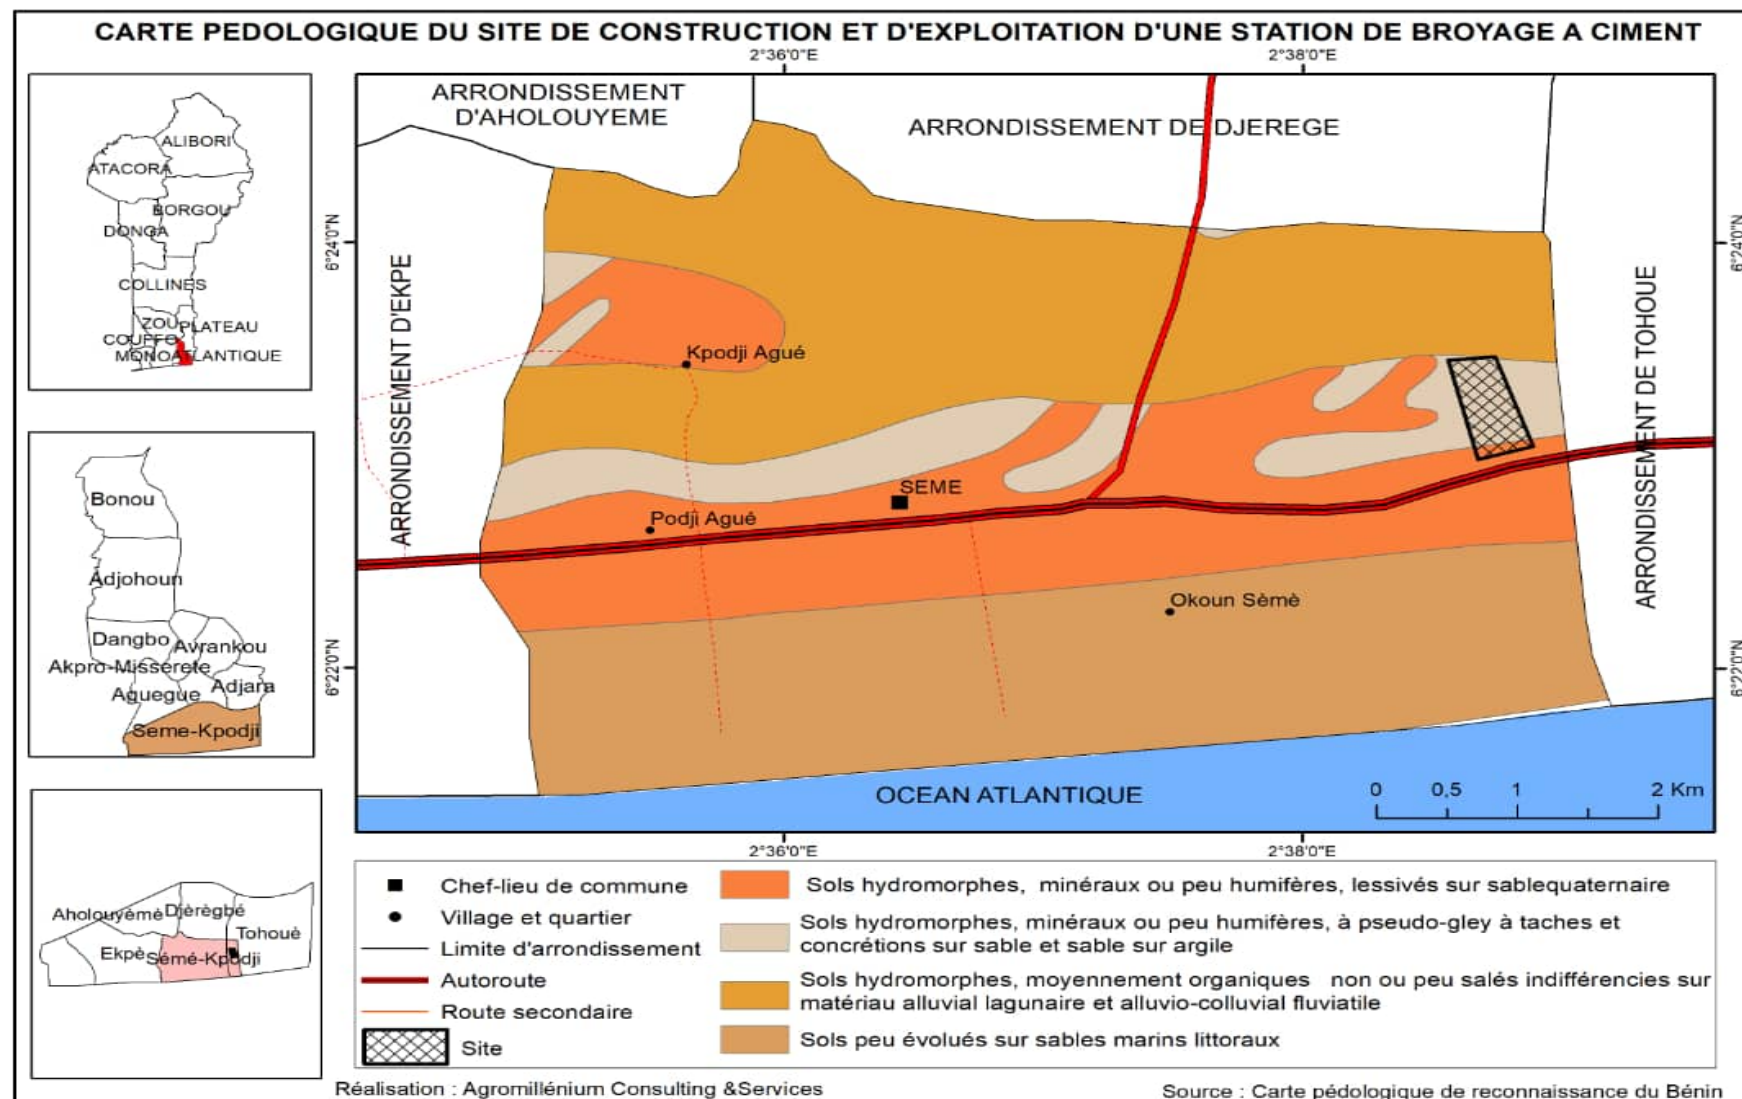 CARTE PEDOLOGIQUE DU SITE DE CONSTRUCTION ET D'EXPLOITATION D'UNE STATION DE BROYAGE A CIMENT
2°36'0"E
2°38'0"E
ALIBORI
ATACORA
BORGOU
DONGA
COLLINES
ZOU
PLATEAU
COUFFO
MONO
ATLANTIQUE
Bonou
Adjohoun
Dangbo
Avrankou
Akpro-Misserete
Aguegue
Adjara
Seme-Kpodji
Aholouyèmè
Djèrègbé
Tohouè
Ekpè
Sémé-Kpodji
ARRONDISSEMENT
D'AHOLOUYEME
ARRONDISSEMENT DE DJEREGE
6°24'0"N
6°24'0"N
ARRONDISSEMENT D'EKPE
ARRONDISSEMENT DE TOHOUE
Kpodji Agué
SEME
Podji Agué
Okoun Sèmè
6°22'0"N
6°22'0"N
OCEAN ATLANTIQUE
0 0,5 1 2 Km
2°36'0"E
2°38'0"E
Chef-lieu de commune
Village et quartier
Limite d'arrondissement
Autoroute
Route secondaire
Site
Sols hydromorphes, minéraux ou peu humifères, lessivés sur sablequaternaire
Sols hydromorphes, minéraux ou peu humifères, à pseudo-gley à taches et
concrétions sur sable et sable sur argile
Sols hydromorphes, moyennement organiques non ou peu salés indifférencies sur
matériau alluvial lagunaire et alluvio-colluvial fluviatile
Sols peu évolués sur sables marins littoraux
Réalisation : Agromillénium Consulting &Services
Source : Carte pédologique de reconnaissance du Bénin